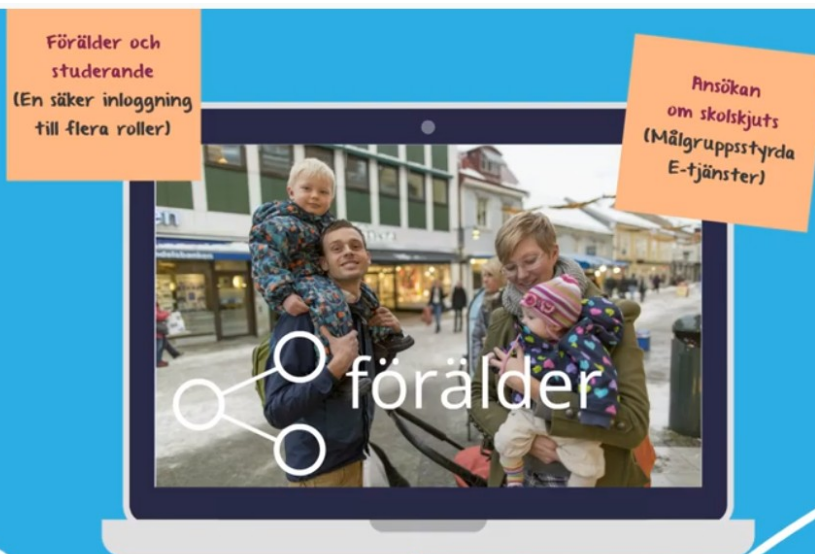 Förälder och
studerande
(En säker inloggning
till flera roller)
Ansökan
om skolskjuts
(Målgruppsstyrda
E-tjänster)
förälder